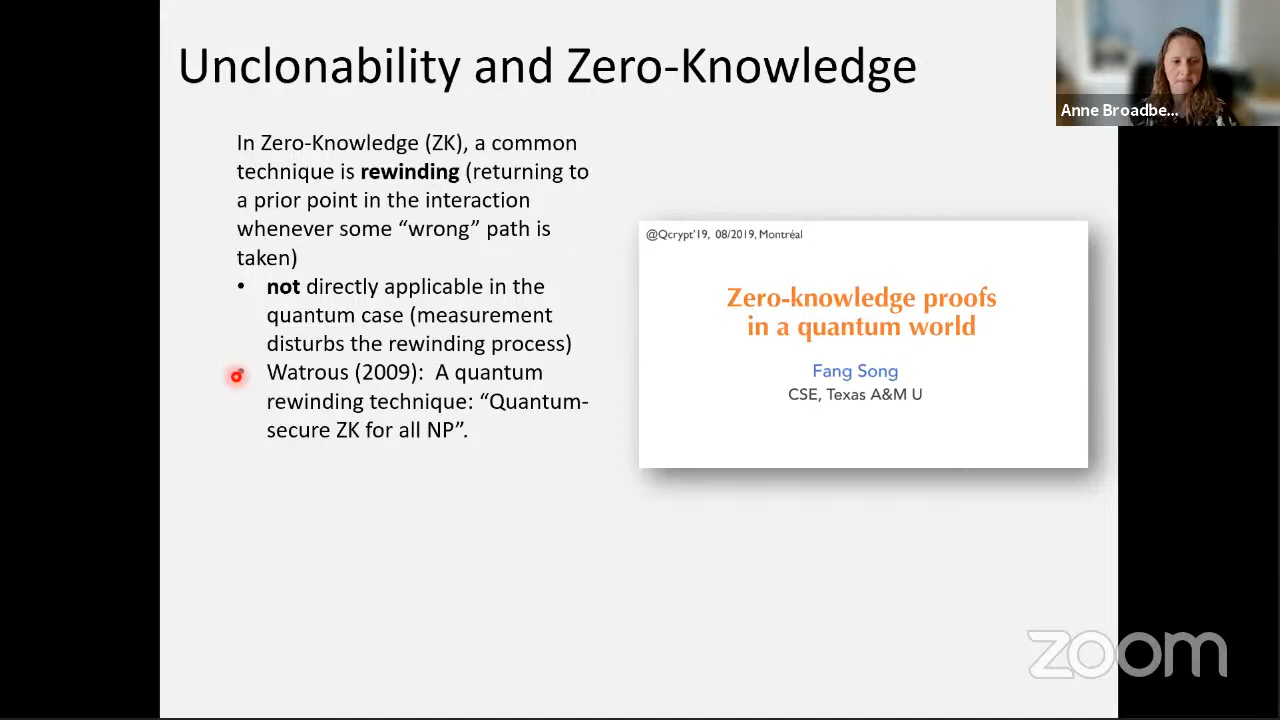 Unclonability and Zero-Knowledge
Anne Broadbe...
In Zero-Knowledge (ZK), a common
technique is rewinding (returning to
a prior point in the interaction
whenever some “wrong” path is
taken)
• not directly applicable in the
quantum case (measurement
disturbs the rewinding process)
• Watrous (2009): A quantum
rewinding technique: “Quantum-
secure ZK for all NP”.
@Qcrypt'19, 08/2019, Montréal
Zero-knowledge proofs
in a quantum world
Fang Song
CSE, Texas A&M U
zoom